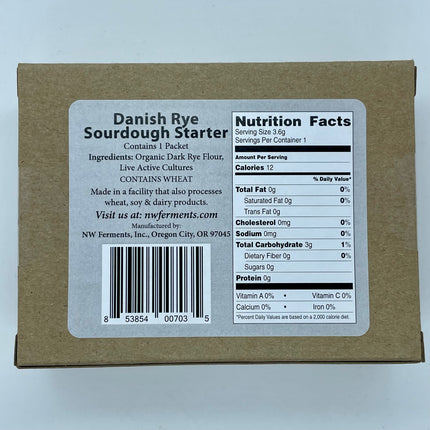 Danish Rye
Sourdough Starter
Contains 1 Packet
Ingredients: Organic Dark Rye Flour,
Live Active Cultures
CONTAINS WHEAT
Made in a facility that also processes
wheat, soy & dairy products.
Visit us at: nwferments.com
Manufactured by:
NW Ferments, Inc., Oregon City, OR 97045
8 53854 00703 5
Nutrition Facts
Serving Size 3.6g
Servings Per Container 1
Amount Per Serving
Calories 12
% Daily Value*
Total Fat 0g 0%
Saturated Fat 0g 0%
Trans Fat 0g
Cholesterol 0mg 0%
Sodium 0mg 0%
Total Carbohydrate 3g 1%
Dietary Fiber 0g 0%
Sugars 0g
Protein 0g
Vitamin A 0% • Vitamin C 0%
Calcium 0% • Iron 0%
*Percent Daily Values are based on a 2,000 calorie diet.